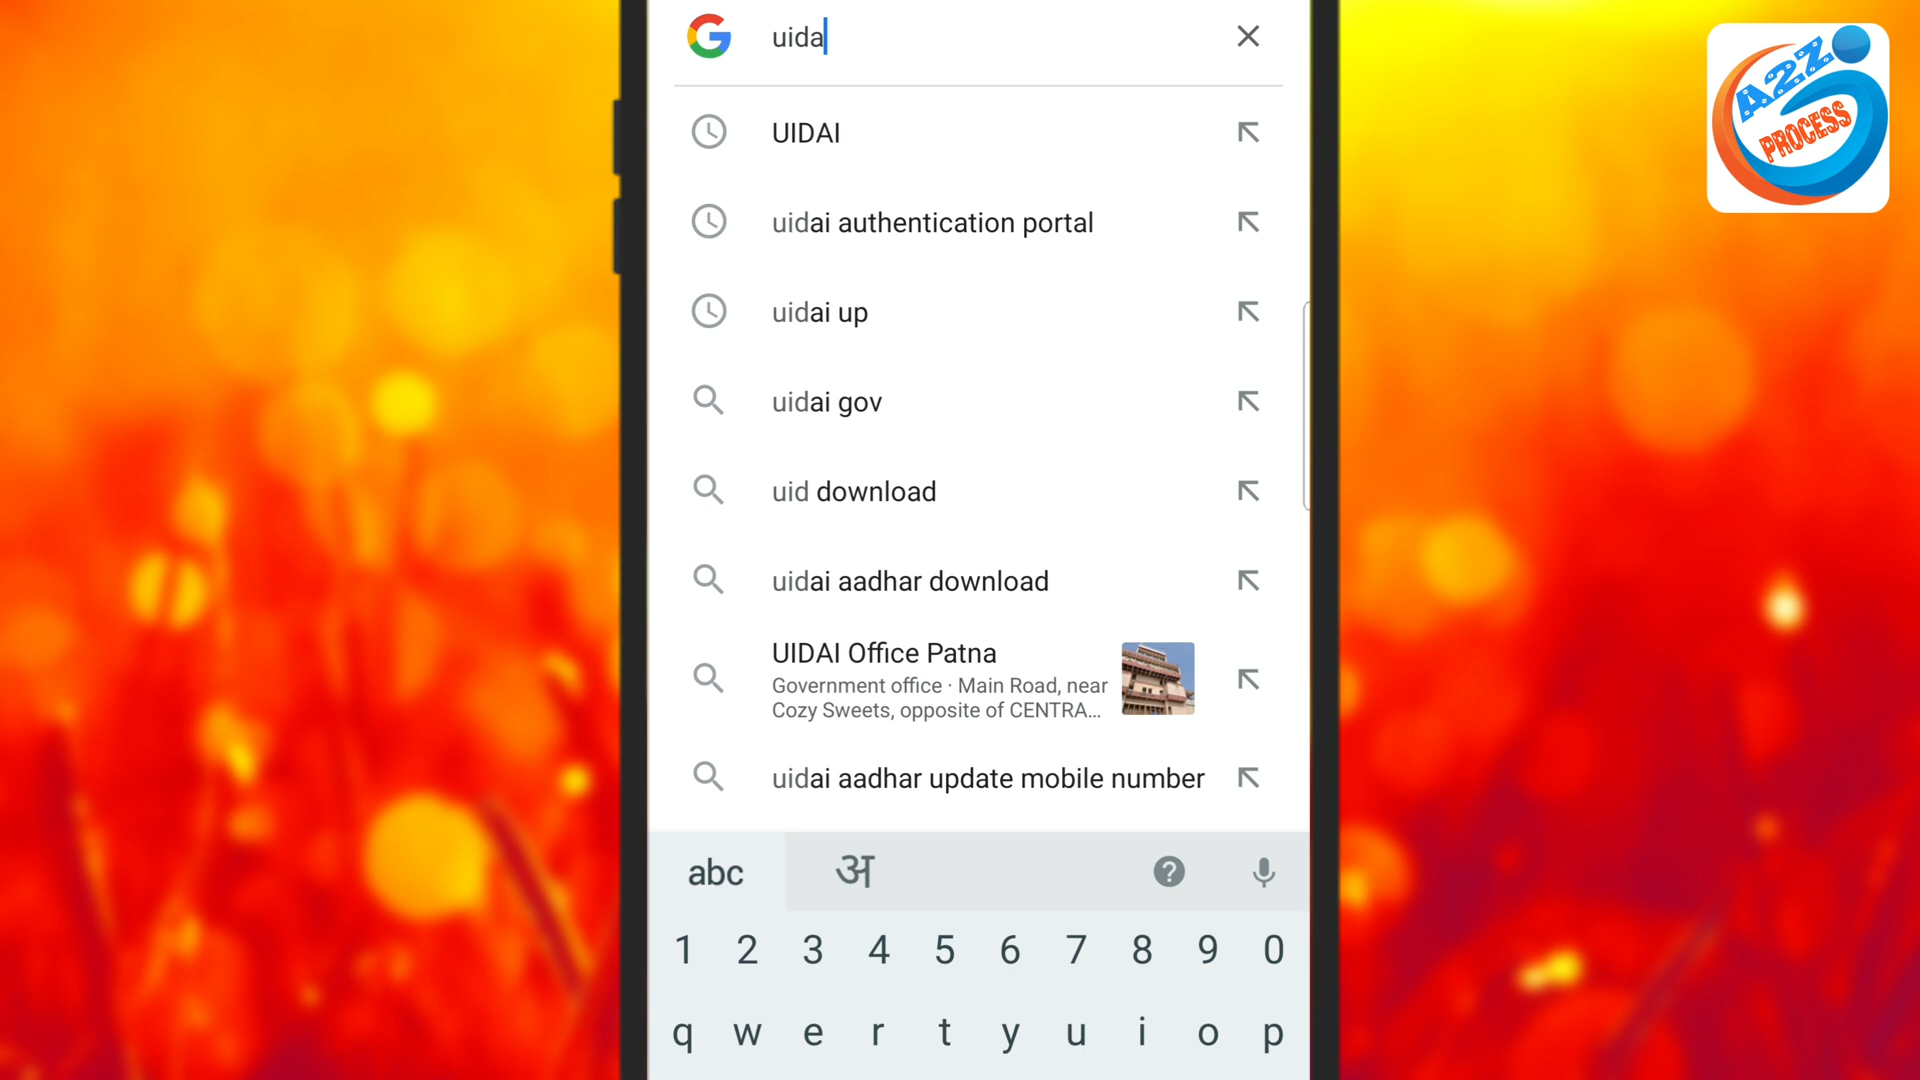 uida
UIDAI
uidai authentication portal
uidai up
uidai gov
uid download
uidai aadhar download
UIDAI Office Patna
Government office · Main Road, near
Cozy Sweets, opposite of CENTRA...
uidai aadhar update mobile number
abc अ ?
1 2 3 4 5 6 7 8 9 0
q w e r t y u i o p
A2Z
PROCESS